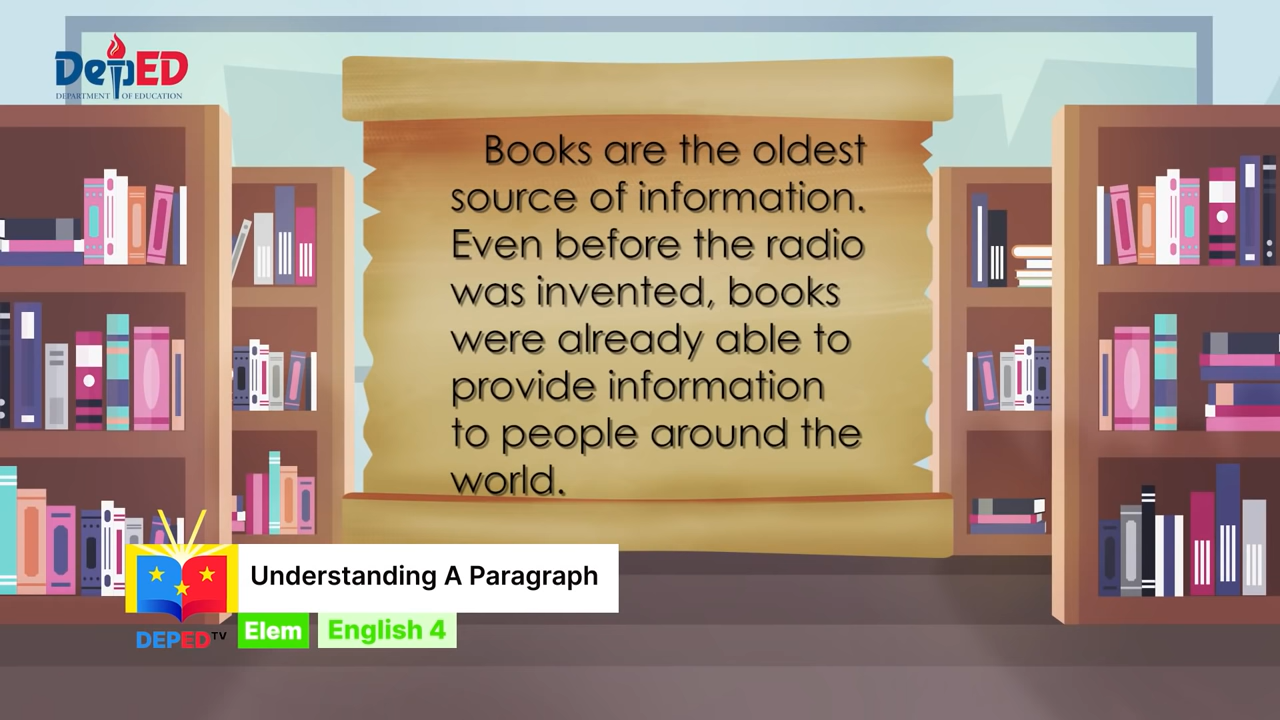 DepED
DEPARTMENT OF EDUCATION
Books are the oldest
source of information.
Even before the radio
was invented, books
were already able to
provide information
to people around the
world.
Understanding A Paragraph
DEPED TV
Elem
English 4